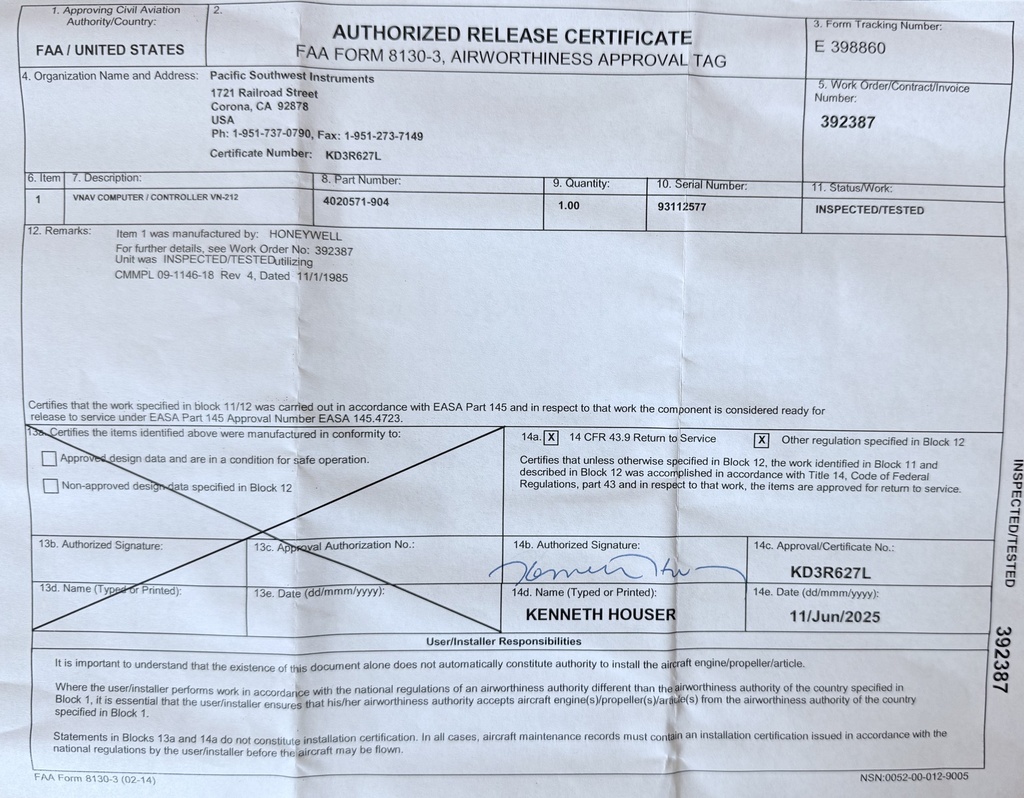 1. Approving Civil Aviation
Authority/Country:
FAA / UNITED STATES
2.
AUTHORIZED RELEASE CERTIFICATE
FAA FORM 8130-3, AIRWORTHINESS APPROVAL TAG
3. Form Tracking Number:
E 398860
4. Organization Name and Address:
Pacific Southwest Instruments
1721 Railroad Street
Corona, CA 92878
USA
Ph: 1-951-737-0790, Fax: 1-951-273-7149
Certificate Number: KD3R627L
5. Work Order/Contract/Invoice
Number:
392387
6. Item 7. Description: 8. Part Number: 9. Quantity: 10. Serial Number: 11. Status/Work:
1 VNAV COMPUTER / CONTROLLER VN-212 4020571-904 1.00 93112577 INSPECTED/TESTED
12. Remarks:
Item 1 was manufactured by: HONEYWELL
For further details, see Work Order No: 392387
Unit was INSPECTED/TESTEDutilizing
CMMPL 09-1146-18 Rev 4, Dated 11/1/1985
Certifies that the work specified in block 11/12 was carried out in accordance with EASA Part 145 and in respect to that work the component is considered ready for
release to service under EASA Part 145 Approval Number EASA 145.4723.
13a. Certifies the items identified above were manufactured in conformity to:
Approved design data and are in a condition for safe operation.
Non-approved design data specified in Block 12
14a. X 14 CFR 43.9 Return to Service X Other regulation specified in Block 12
Certifies that unless otherwise specified in Block 12, the work identified in Block 11 and
described in Block 12 was accomplished in accordance with Title 14, Code of Federal
Regulations, part 43 and in respect to that work, the items are approved for return to service.
13b. Authorized Signature:
13c. Approval Authorization No.:
14b. Authorized Signature:
14c. Approval/Certificate No.:
KD3R627L
13d. Name (Typed or Printed):
13e. Date (dd/mmm/yyyy):
14d. Name (Typed or Printed):
KENNETH HOUSER
14e. Date (dd/mmm/yyyy):
11/Jun/2025
User/Installer Responsibilities
It is important to understand that the existence of this document alone does not automatically constitute authority to install the aircraft engine/propeller/article.
Where the user/installer performs work in accordance with the national regulations of an airworthiness authority different than the airworthiness authority of the country specified in
Block 1, it is essential that the user/installer ensures that his/her airworthiness authority accepts aircraft engine(s)/propeller(s)/article(s) from the airworthiness authority of the country
specified in Block 1.
Statements in Blocks 13a and 14a do not constitute installation certification. In all cases, aircraft maintenance records must contain an installation certification issued in accordance with the
national regulations by the user/installer before the aircraft may be flown.
FAA Form 8130-3 (02-14)
NSN:0052-00-012-9005
INSPECTED/TESTED
392387